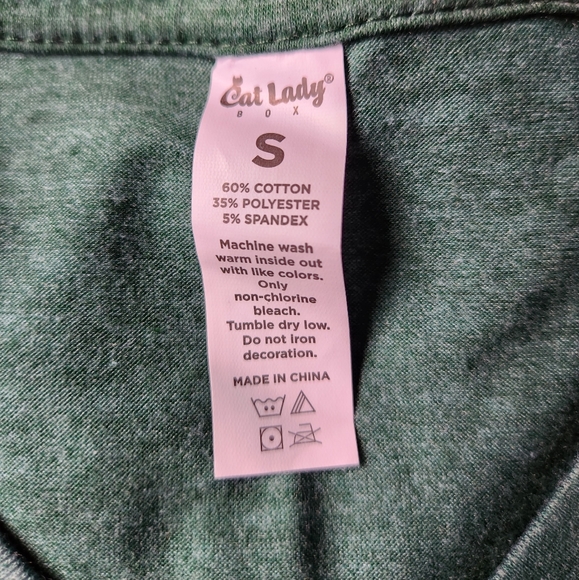 Cat Lady®
BOX
S
60% COTTON
35% POLYESTER
5% SPANDEX
Machine wash
warm inside out
with like colors.
Only
non-chlorine
bleach.
Tumble dry low.
Do not iron
decoration.
MADE IN CHINA